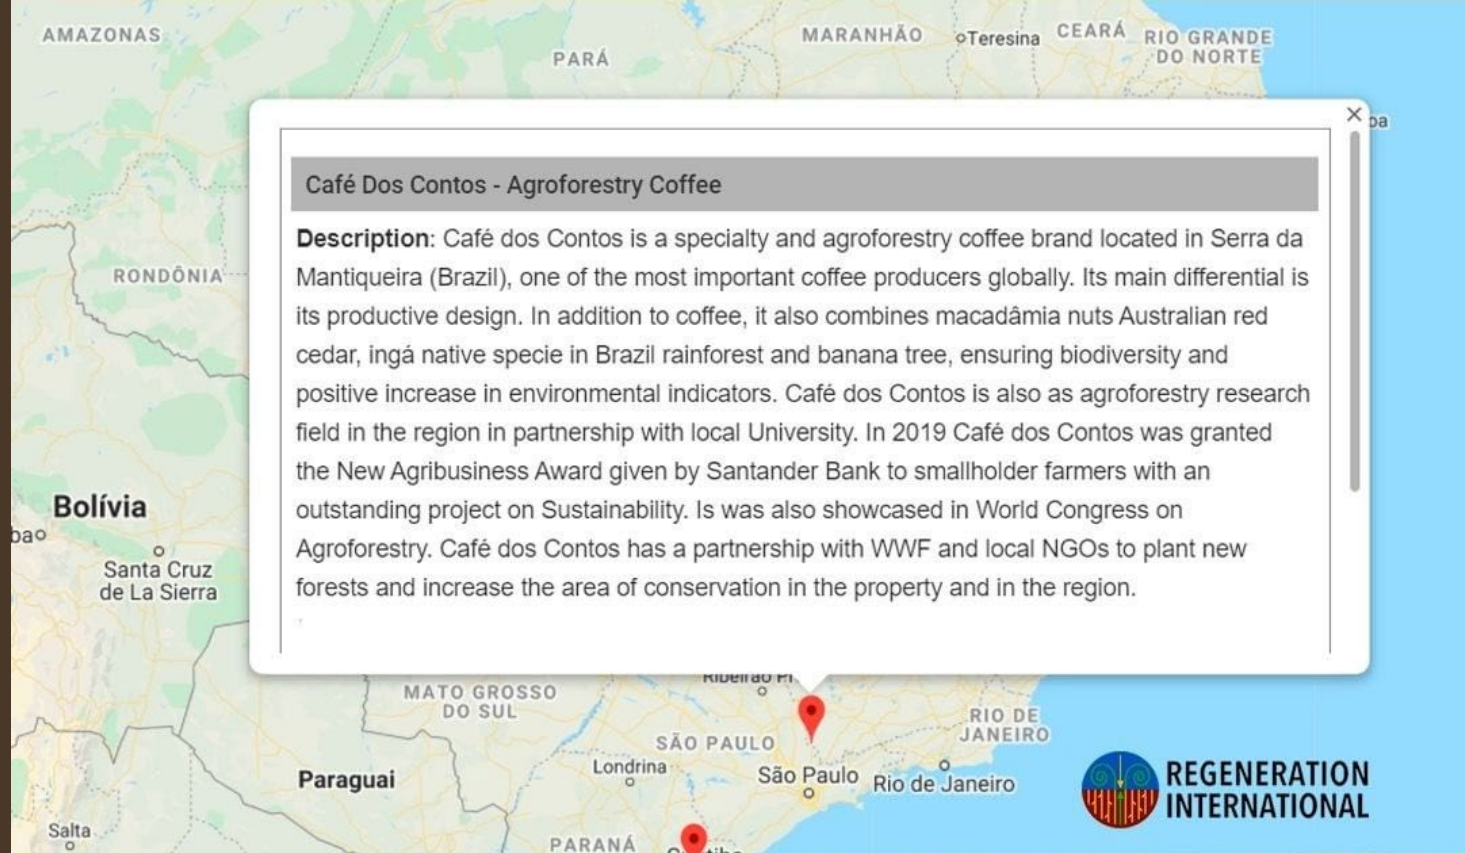 AMAZONAS
PARÁ
MARANHÃO
Teresina
CEARÁ
RIO GRANDE
DO NORTE
RONDÔNIA
Café Dos Contos - Agroforestry Coffee
Description: Café dos Contos is a specialty and agroforestry coffee brand located in Serra da
Mantiqueira (Brazil), one of the most important coffee producers globally. Its main differential is
its productive design. In addition to coffee, it also combines macadâmia nuts Australian red
cedar, ingá native specie in Brazil rainforest and banana tree, ensuring biodiversity and
positive increase in environmental indicators. Café dos Contos is also as agroforestry research
field in the region in partnership with local University. In 2019 Café dos Contos was granted
the New Agribusiness Award given by Santander Bank to smallholder farmers with an
outstanding project on Sustainability. Is was also showcased in World Congress on
Agroforestry. Café dos Contos has a partnership with WWF and local NGOs to plant new
forests and increase the area of conservation in the property and in the region.
Bolívia
Santa Cruz
de La Sierra
MATO GROSSO
DO SUL
RIO DE
JANEIRO
SÃO PAULO
Londrina
São Paulo
Rio de Janeiro
Paraguai
Salta
PARANÁ
REGENERATION
INTERNATIONAL